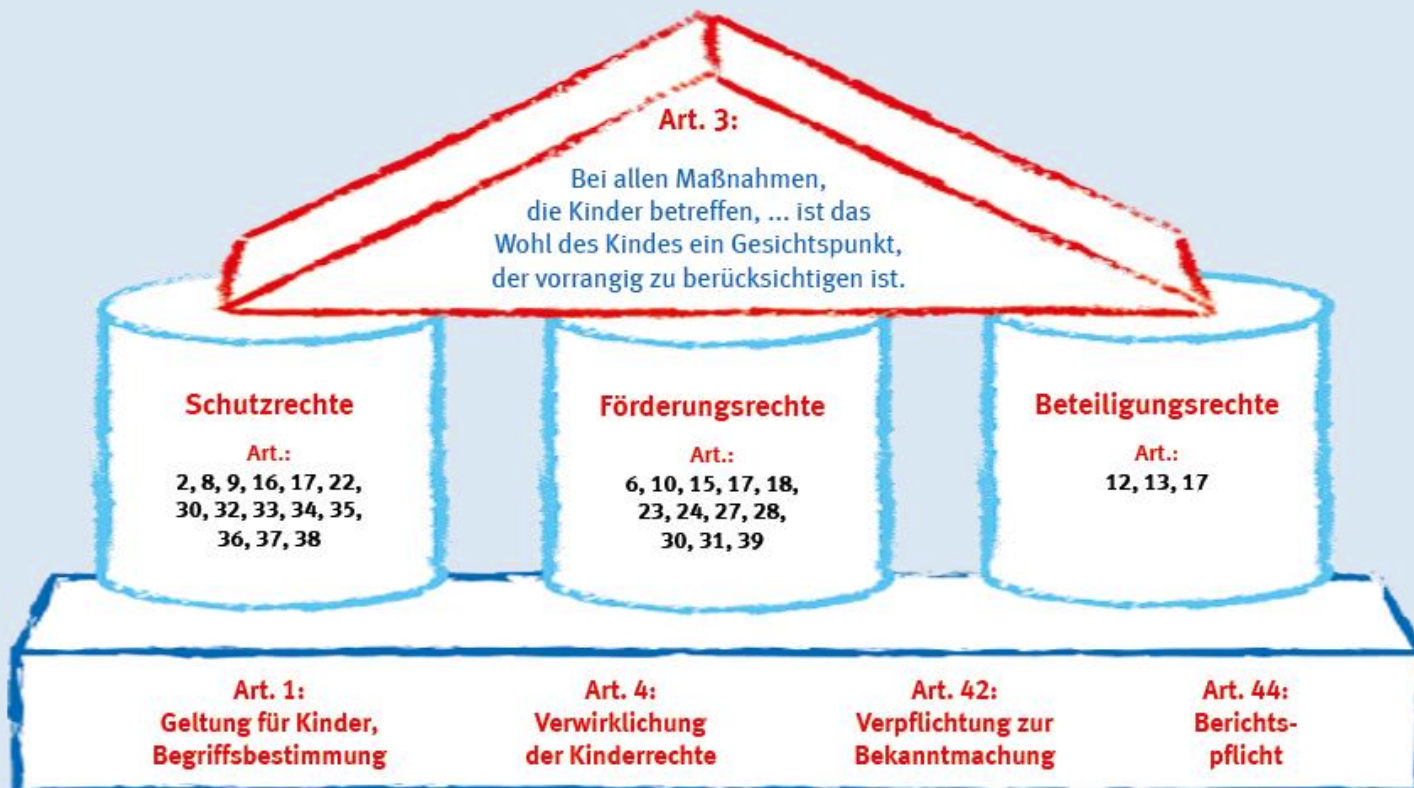 Art. 3:
Bei allen Maßnahmen,
die Kinder betreffen, ... ist das
Wohl des Kindes ein Gesichtspunkt,
der vorrangig zu berücksichtigen ist.
Schutzrechte
Art.:
2, 8, 9, 16, 17, 22,
30, 32, 33, 34, 35,
36, 37, 38
Förderungsrechte
Art.:
6, 10, 15, 17, 18,
23, 24, 27, 28,
30, 31, 39
Beteiligungsrechte
Art.:
12, 13, 17
Art. 1:
Geltung für Kinder,
Begriffsbestimmung
Art. 4:
Verwirklichung
der Kinderrechte
Art. 42:
Verpflichtung zur
Bekanntmachung
Art. 44:
Berichts-
pflicht